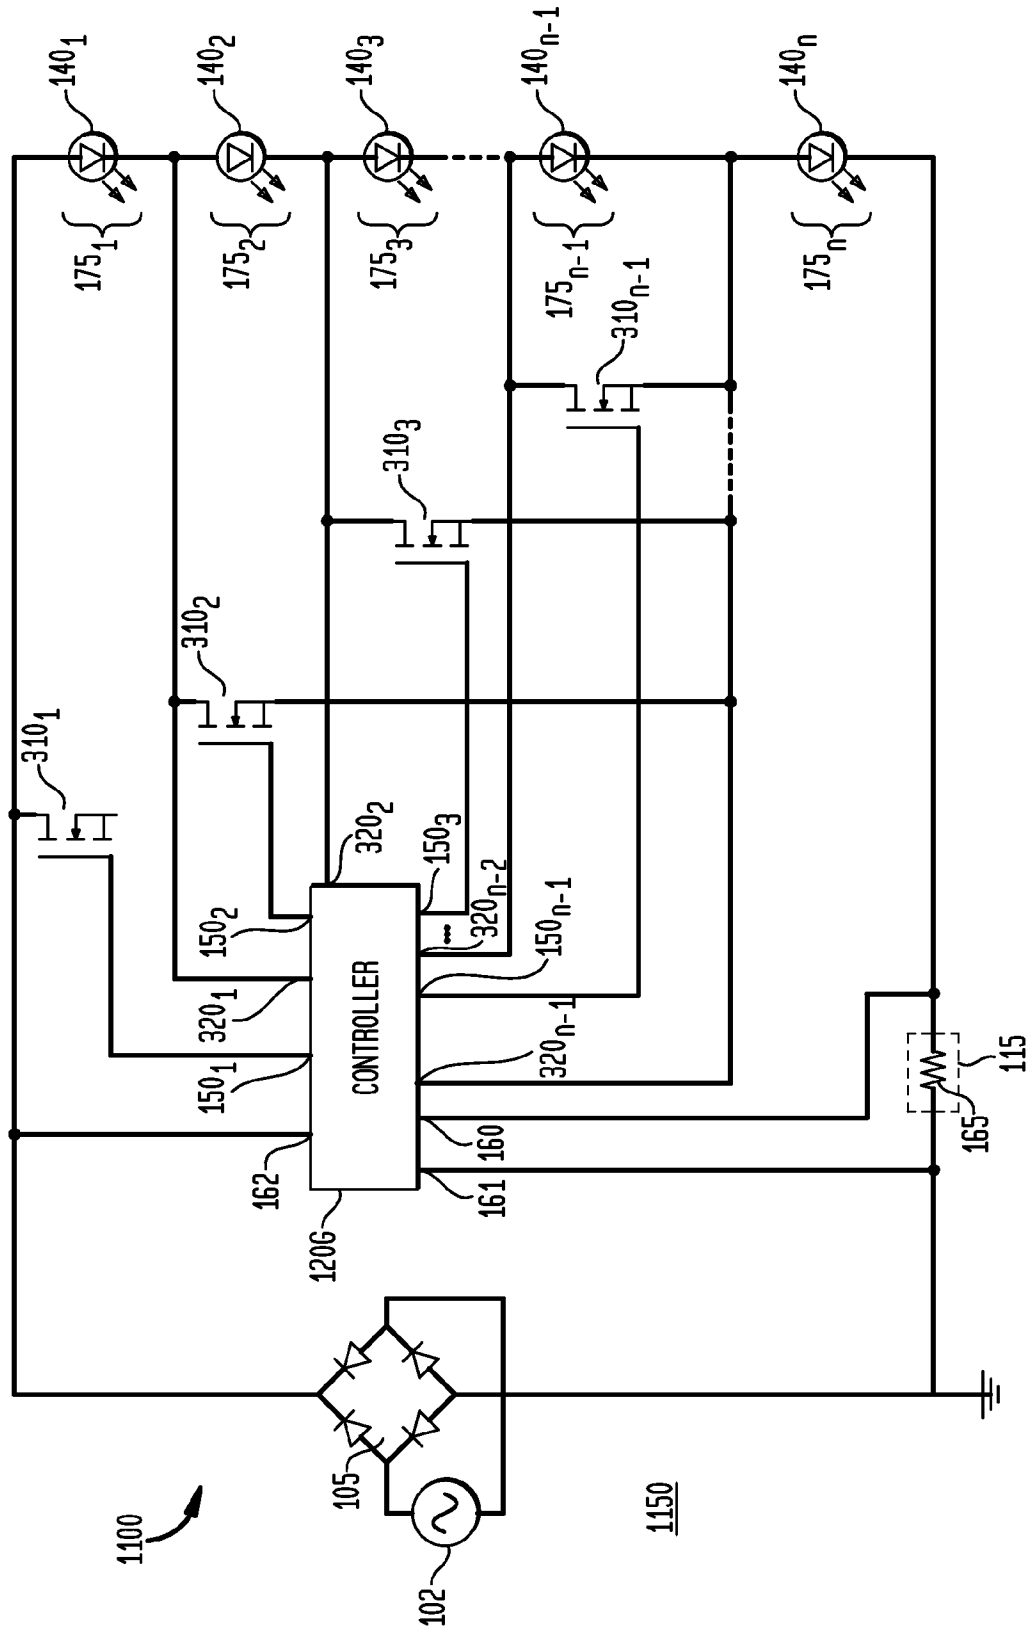 1100
1150
102
105
120G
CONTROLLER
162
150₁
320₁
150₂
320₂
150₃
320ₙ₋₂
150ₙ₋₁
320ₙ₋₁
160
161
115
165
310₁
310₂
310₃
310ₙ₋₁
175₁
175₂
175₃
175ₙ₋₁
175ₙ
140₁
140₂
140₃
140ₙ₋₁
140ₙ